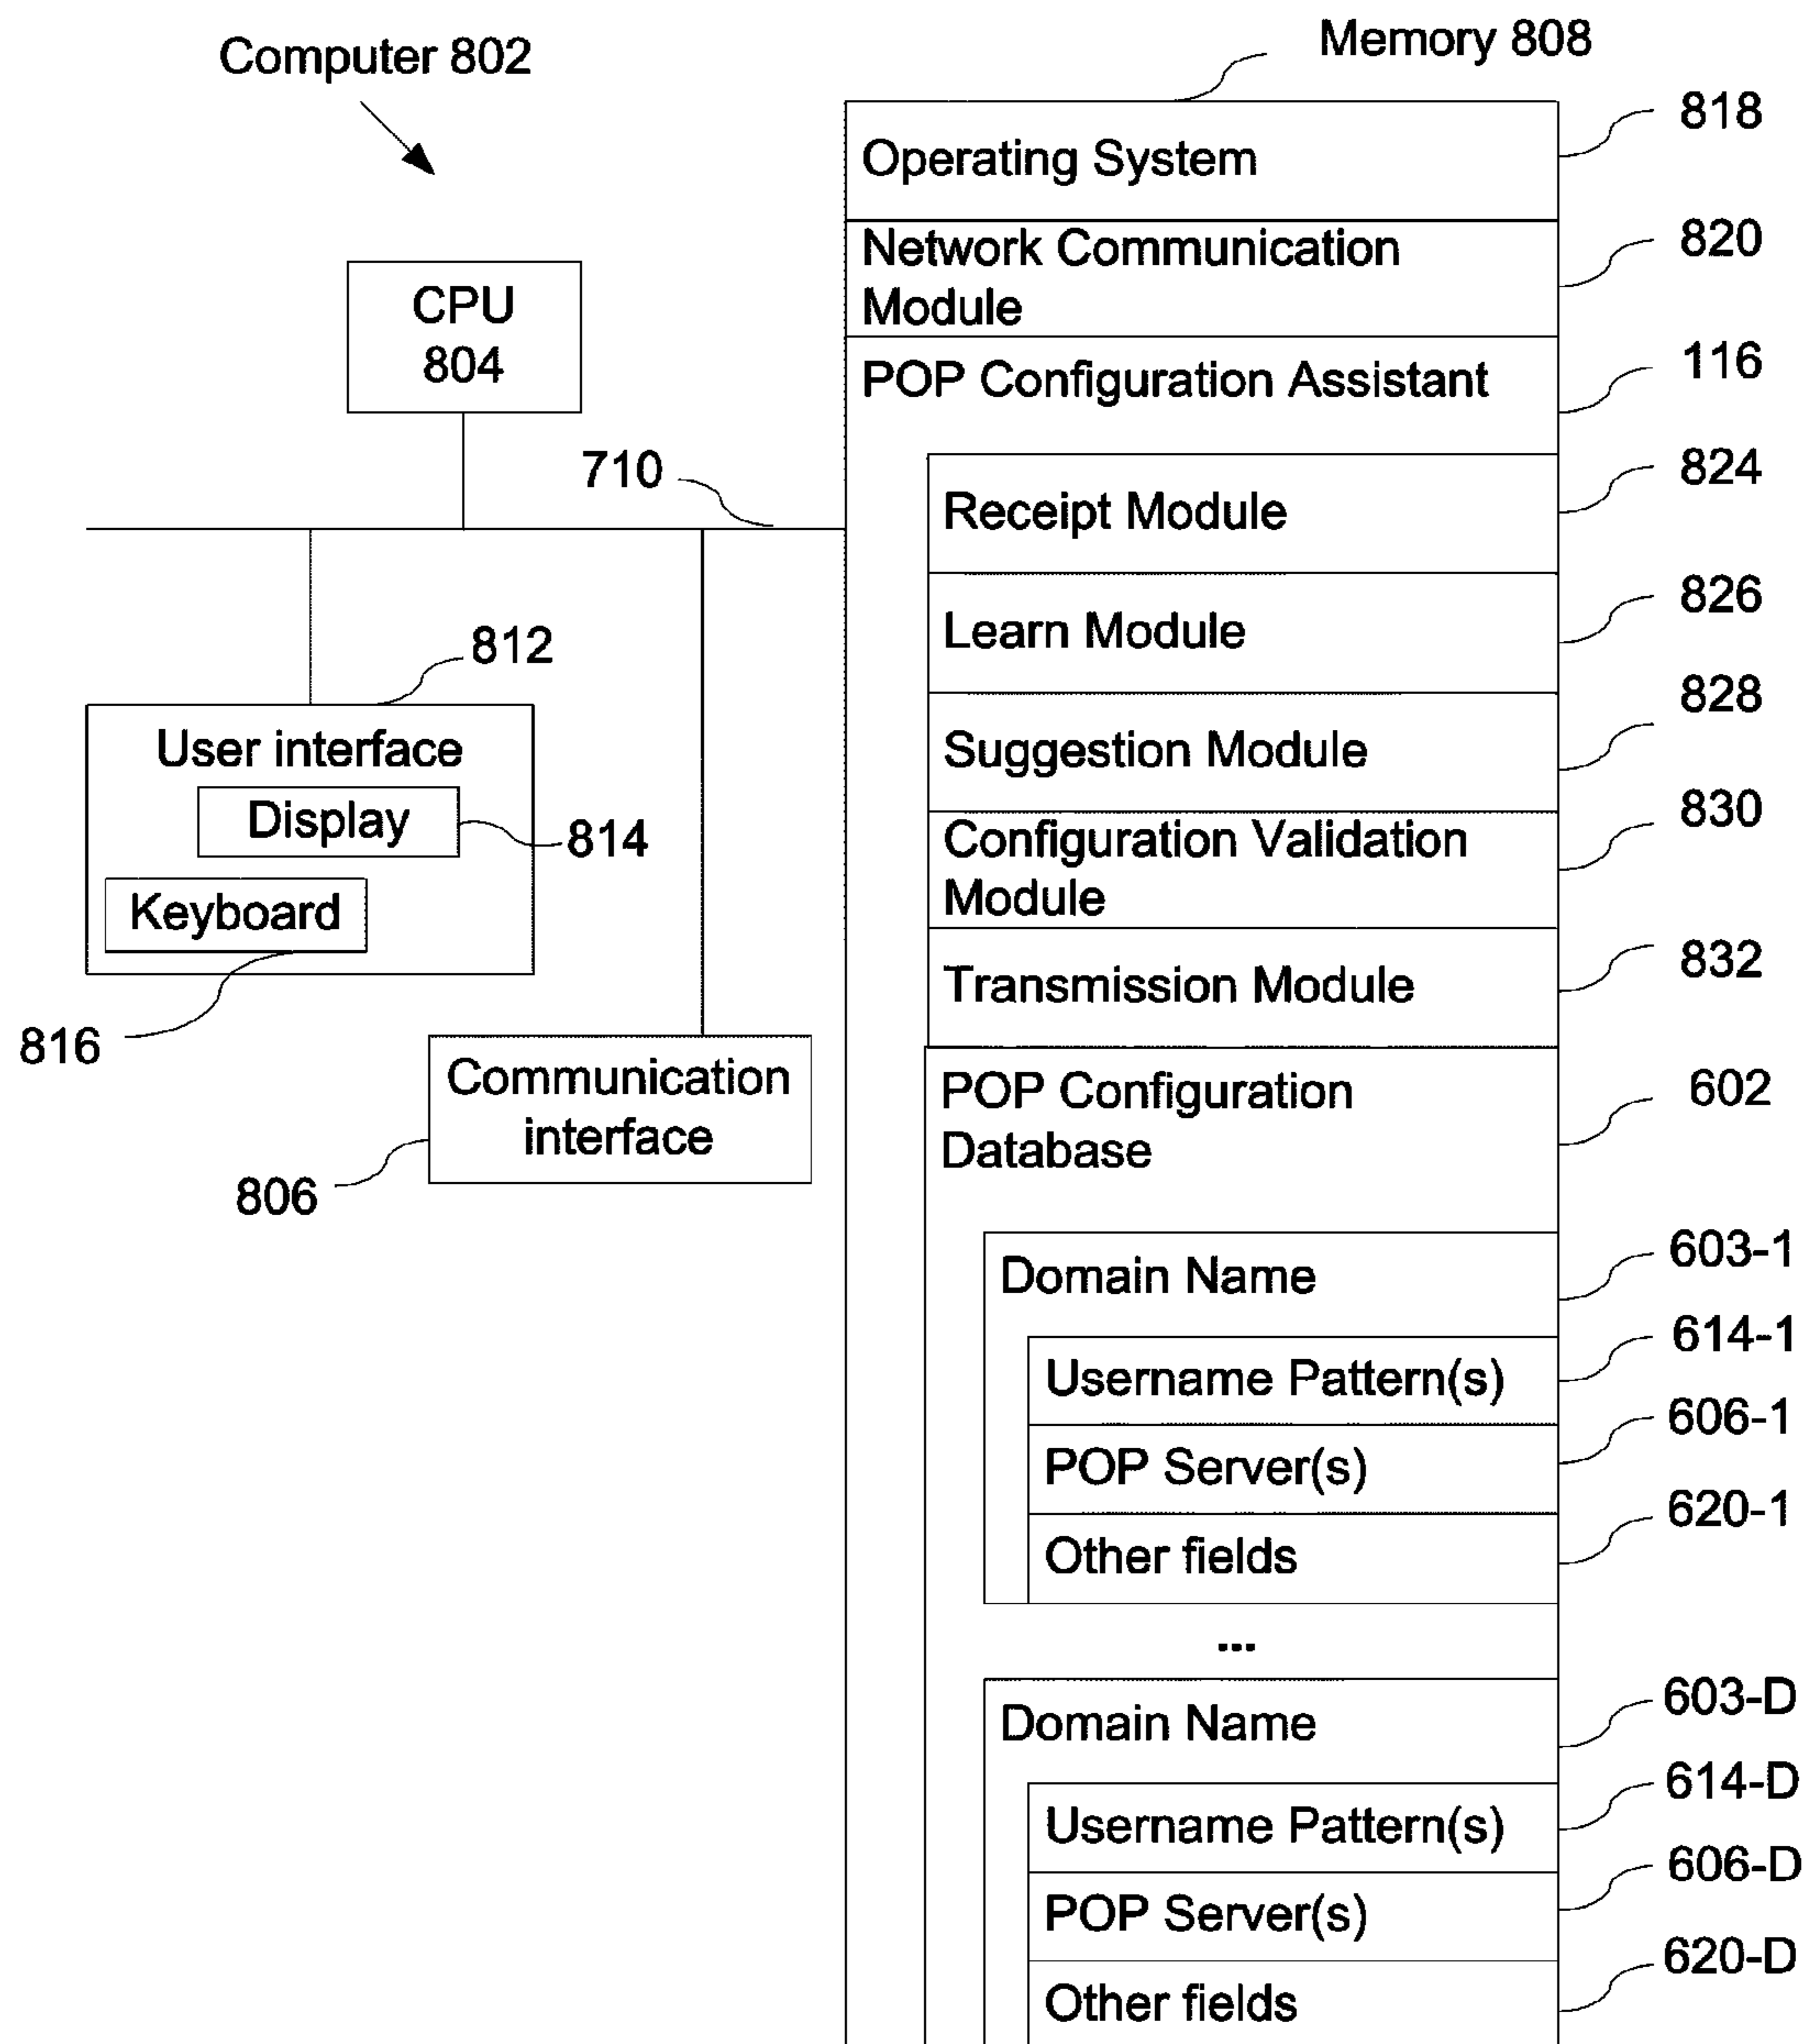 Computer 802
Memory 808
Operating System
818
Network Communication
Module
820
CPU
804
POP Configuration Assistant
116
710
Receipt Module
824
Learn Module
826
812
User interface
Display
814
Keyboard
816
Suggestion Module
828
Configuration Validation
Module
830
Transmission Module
832
Communication
interface
806
POP Configuration
Database
602
Domain Name
603-1
Username Pattern(s)
614-1
POP Server(s)
606-1
Other fields
620-1
...
Domain Name
603-D
Username Pattern(s)
614-D
POP Server(s)
606-D
Other fields
620-D